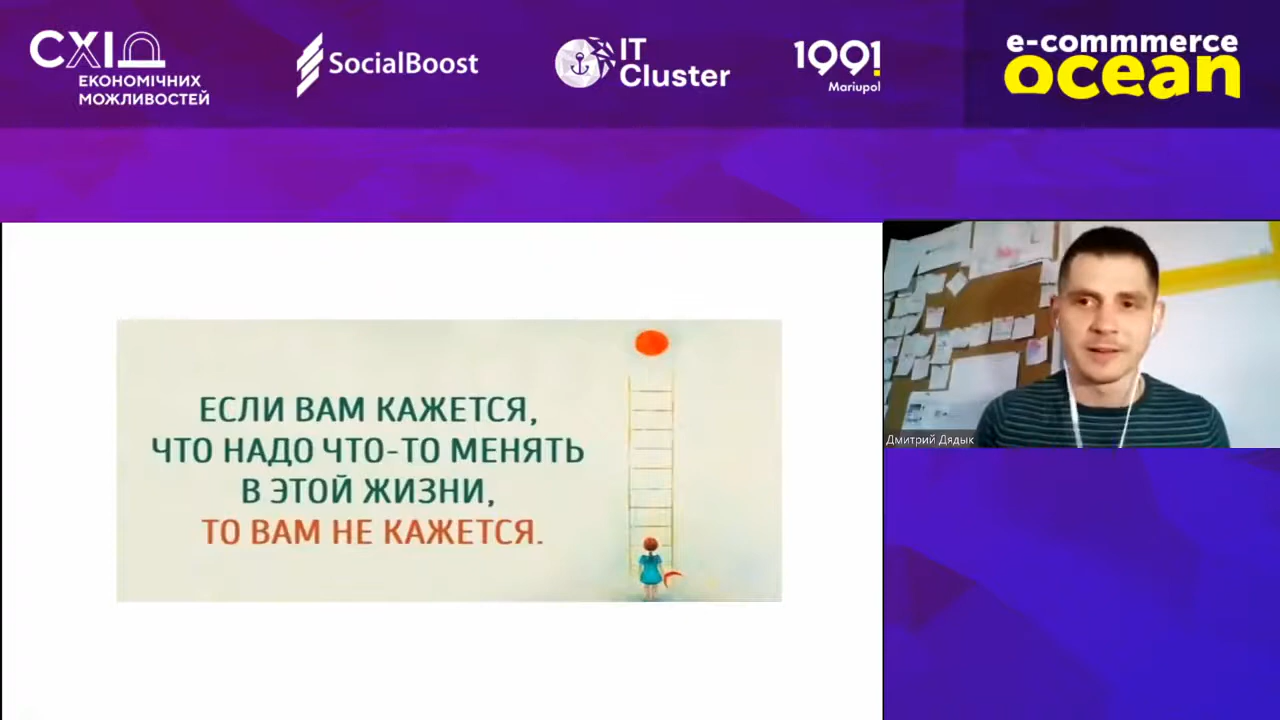 СХІД
ЕКОНОМІЧНИХ
МОЖЛИВОСТЕЙ
SocialBoost
IT
Cluster
1991
Mariupol
e-commmerce
ocean
ЕСЛИ ВАМ КАЖЕТСЯ,
ЧТО НАДО ЧТО-ТО МЕНЯТЬ
В ЭТОЙ ЖИЗНИ,
ТО ВАМ НЕ КАЖЕТСЯ.
Дмитрий Дядык